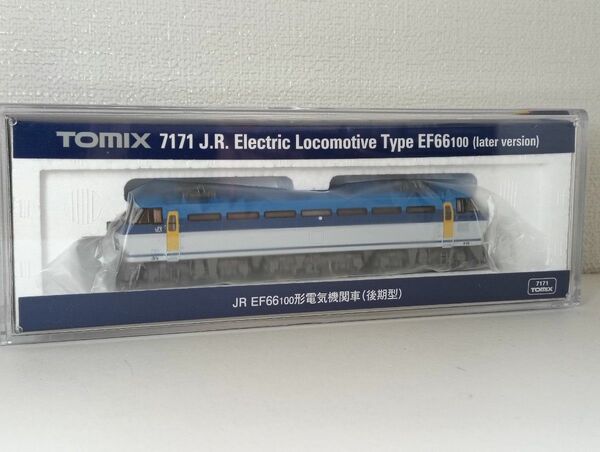 TOMIX 7171 J.R. Electric Locomotive Type EF66100 (later version)
JR EF66100形電気機関車(後期型)
7171
TOMIX